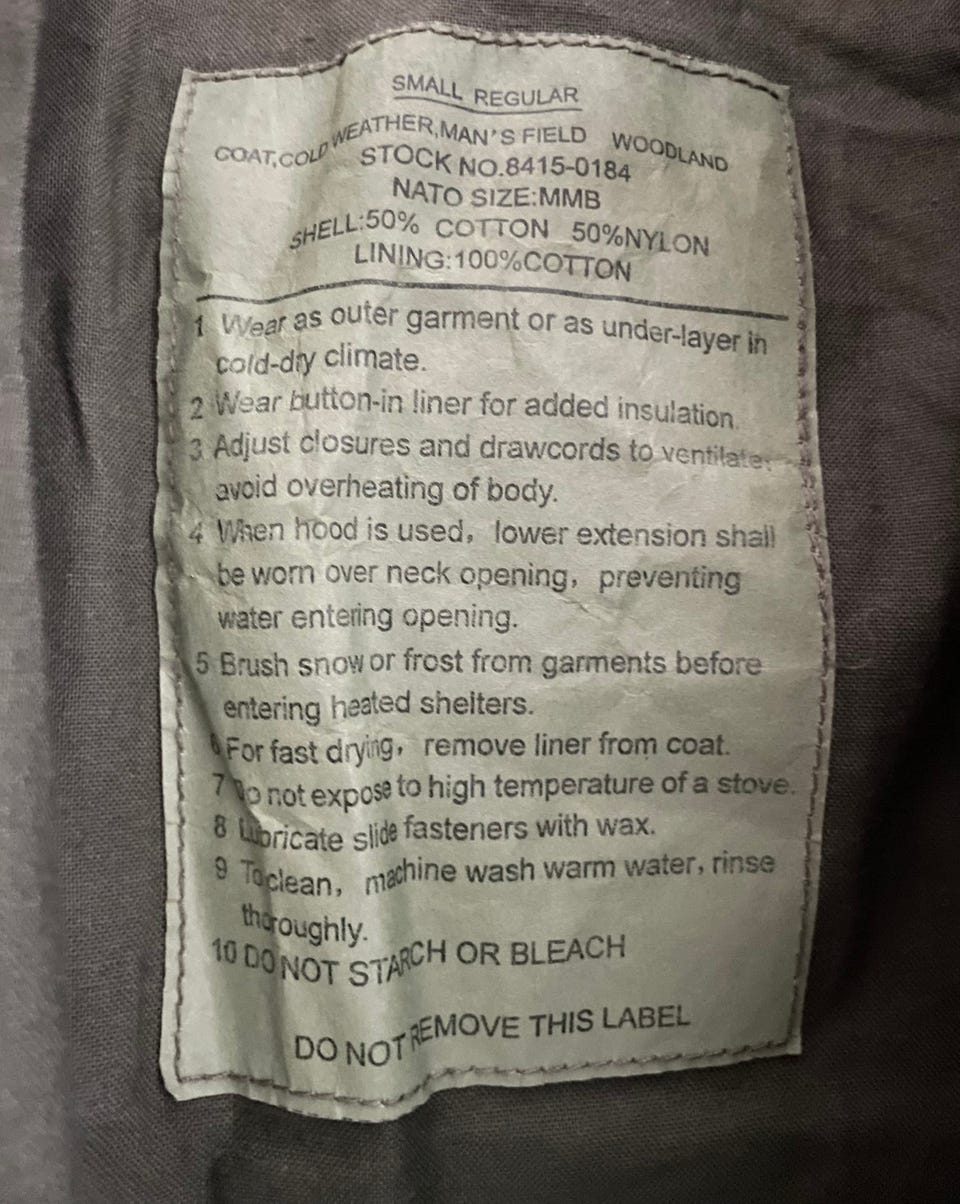 SMALL REGULAR
COAT,COLD WEATHER,MAN'S FIELD WOODLAND
STOCK NO.8415-0184
NATO SIZE:MMB
SHELL:50% COTTON 50%NYLON
LINING:100%COTTON
1 Wear as outer garment or as under-layer in
cold-dry climate.
2 Wear button-in liner for added insulation.
3 Adjust closures and drawcords to ventilate,
avoid overheating of body.
4 When hood is used, lower extension shall
be worn over neck opening, preventing
water entering opening.
5 Brush snow or frost from garments before
entering heated shelters.
6 For fast drying, remove liner from coat.
7 Do not expose to high temperature of a stove.
8 Lubricate slide fasteners with wax.
9 To clean, machine wash warm water, rinse
thoroughly.
10 DO NOT STARCH OR BLEACH
DO NOT REMOVE THIS LABEL